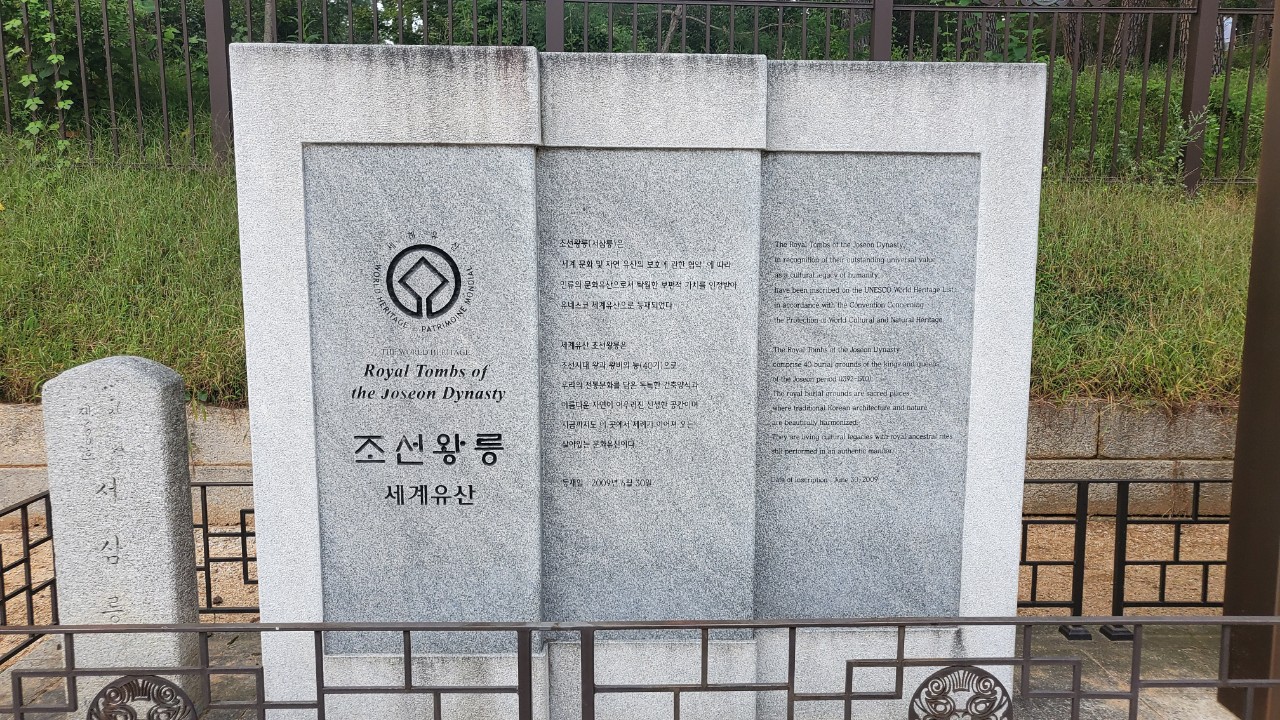 서삼릉
세계유산
WORLD HERITAGE
PATRIMOINE MONDIAL
THE WORLD HERITAGE
Royal Tombs of
the Joseon Dynasty
조선왕릉
세계유산
조선왕릉(서삼릉)은
'세계 문화 및 자연 유산의 보호에 관한 협약' 에 따라
인류의 문화유산으로서 탁월한 보편적 가치를 인정받아
유네스코 세계유산으로 등재되었다.
세계유산 조선왕릉은
조선시대 왕과 왕비의 능(40기)으로
우리의 전통문화를 담은 독특한 건축양식과
아름다운 자연이 어우러진 신성한 공간이며
지금까지도 이 곳에서 제례가 이어져 오는
살아있는 문화유산이다.
등재일 : 2009년 6월 30일
The Royal Tombs of the Joseon Dynasty,
in recognition of their outstanding universal value
as a cultural legacy of humanity,
have been inscribed on the UNESCO World Heritage List
in accordance with the Convention Concerning
the Protection of World Cultural and Natural Heritage.
The Royal Tombs of the Joseon Dynasty
comprise 40 burial grounds of the kings and queens
of the Joseon period (1392-1910).
The royal burial grounds are sacred places
where traditional Korean architecture and nature
are beautifully harmonized.
They are living cultural legacies with royal ancestral rites
still performed in an authentic manner.
Date of inscription : June 30, 2009